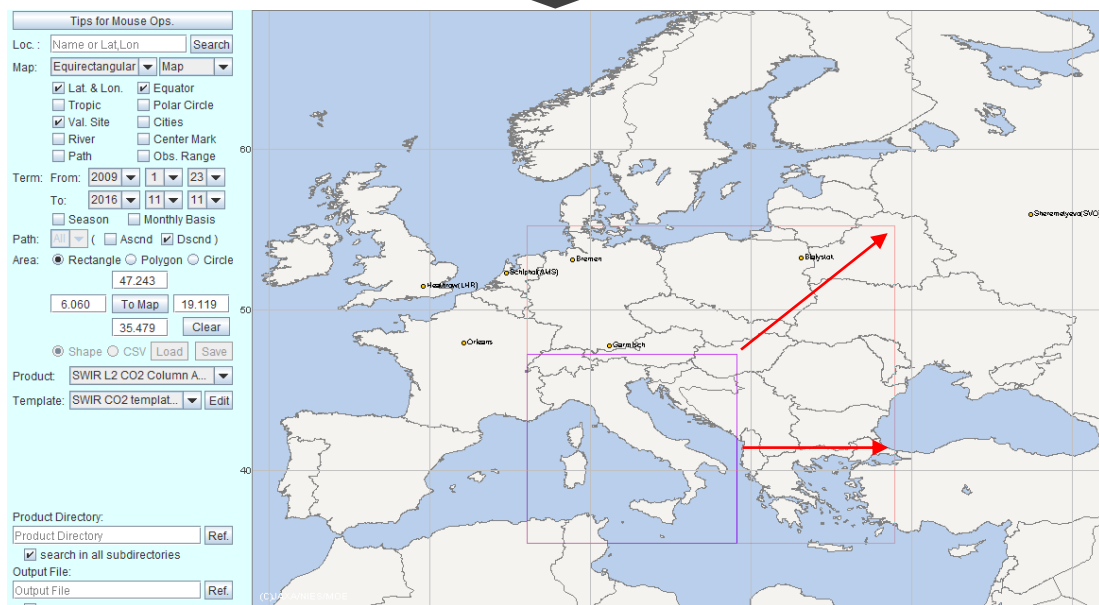 Tips for Mouse Ops.
Loc. : Name or Lat,Lon Search
Map: Equirectangular Map
Lat. & Lon. Equator
Tropic Polar Circle
Val. Site Cities
River Center Mark
Path Obs. Range
Term: From: 2009 1 23
To: 2016 11 11
Season Monthly Basis
Path: All ( Ascnd Dscnd )
Area: Rectangle Polygon Circle
47.243
6.060 To Map 19.119
35.479 Clear
Shape CSV Load Save
Product: SWIR L2 CO2 Column A...
Template: SWIR CO2 templat... Edit
Product Directory:
Product Directory Ref.
search in all subdirectories
Output File:
Output File Ref.
60
Sheremetyevo(SVO)
Bremen
Bialystok
Schiphol(AMS)
Heathrow(LHR)
50
Orleans
Garmisch
40
(C)JAXA/NIES/MOE